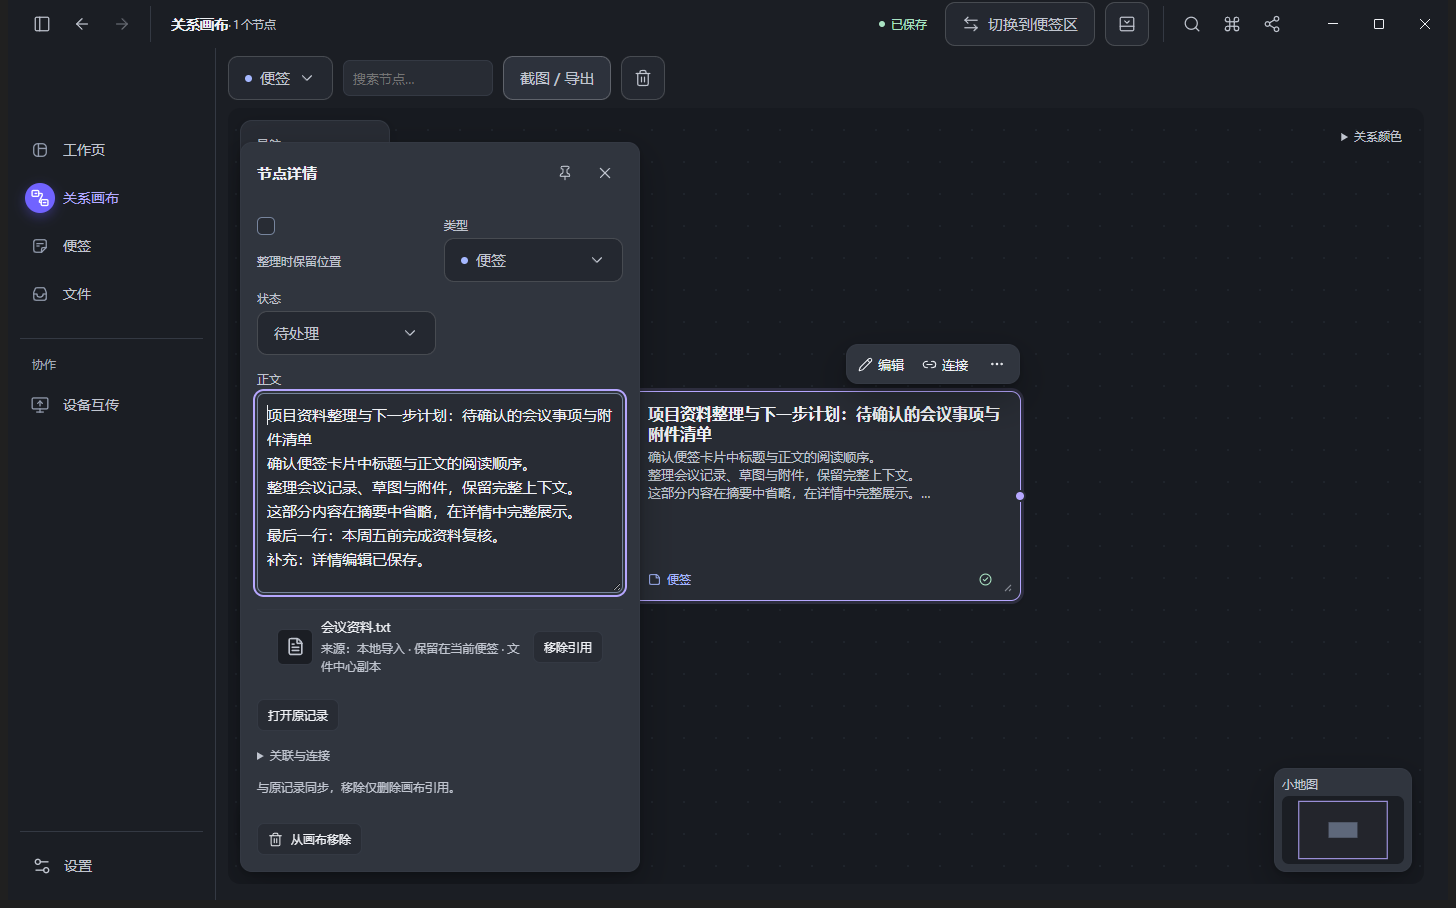 关系画布·1个节点
已保存
切换到便签区
便签
搜索节点...
截图 / 导出
工作页
关系画布
便签
文件
协作
设备互传
设置
关系颜色
节点详情
整理时保留位置
类型
便签
状态
待处理
正文
项目资料整理与下一步计划：待确认的会议事项与附
件清单
确认便签卡片中标题与正文的阅读顺序。
整理会议记录、草图与附件，保留完整上下文。
这部分内容在摘要中省略，在详情中完整展示。
最后一行：本周五前完成资料复核。
补充：详情编辑已保存。
会议资料.txt
来源：本地导入 · 保留在当前便签 · 文
件中心副本
移除引用
打开原记录
关联与连接
与原记录同步，移除仅删除画布引用。
从画布移除
编辑
连接
项目资料整理与下一步计划：待确认的会议事项与
附件清单
确认便签卡片中标题与正文的阅读顺序。
整理会议记录、草图与附件，保留完整上下文。
这部分内容在摘要中省略，在详情中完整展示。...
便签
小地图